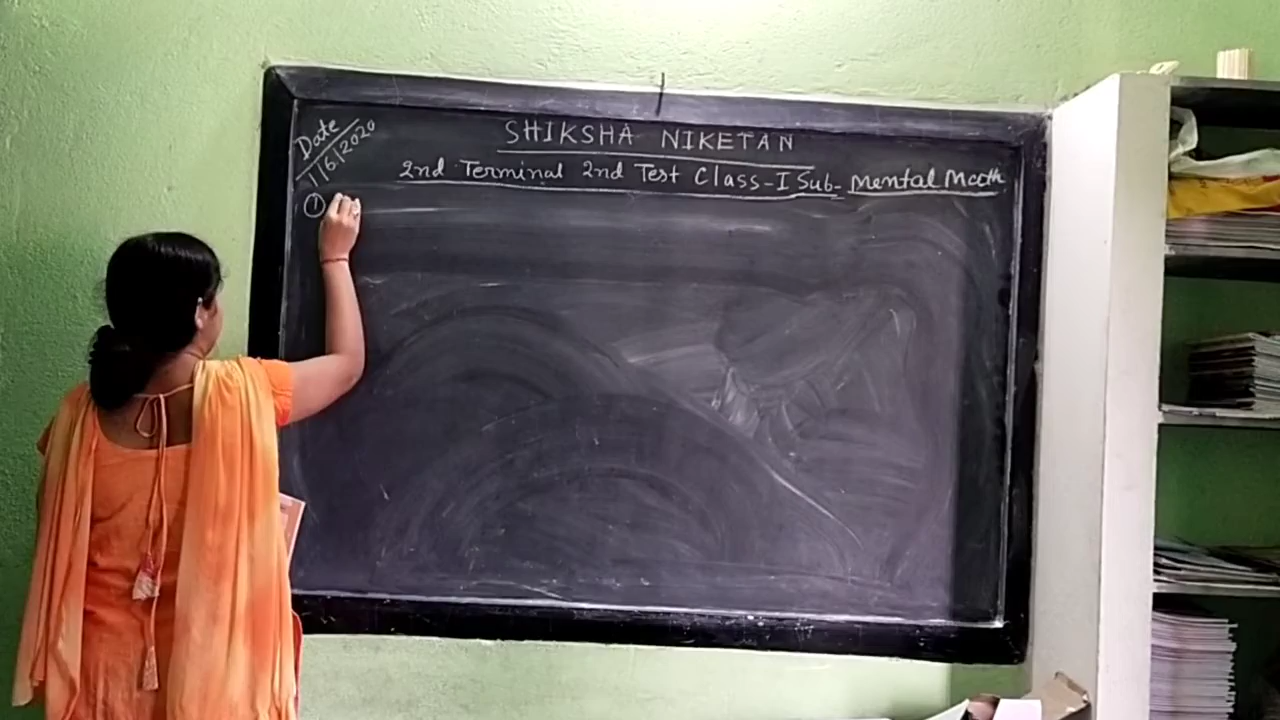 Date
1/6/2020
SHIKSHA NIKETAN
2nd Terminal 2nd Test Class-I Sub- Mental Math
①